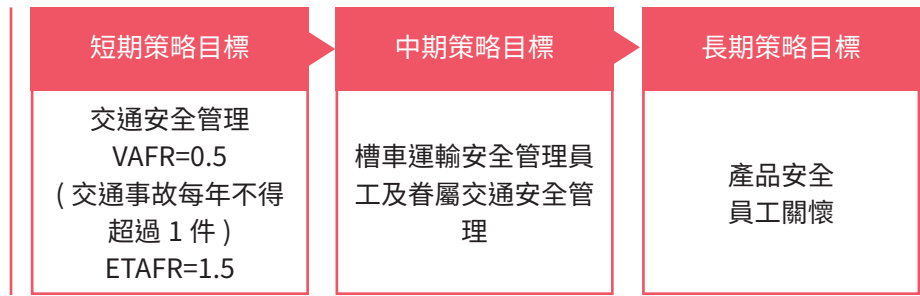 短期策略目標
交通安全管理
VAFR=0.5
( 交通事故每年不得
超過 1 件 )
ETAFR=1.5
中期策略目標
槽車運輸安全管理員
工及眷屬交通安全管
理
長期策略目標
產品安全
員工關懷